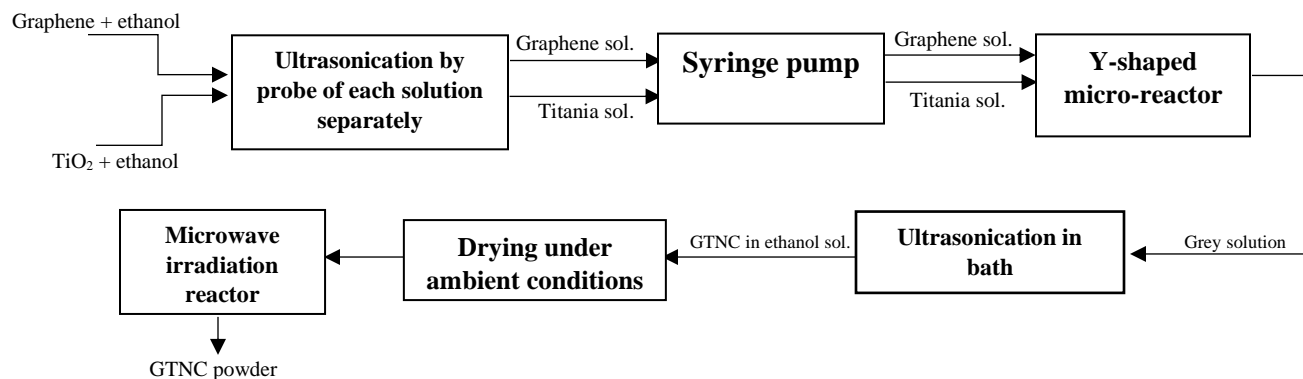 Graphene + ethanol
TiO₂ + ethanol
Ultrasonication by
probe of each solution
separately
Graphene sol.
Titania sol.
Syringe pump
Graphene sol.
Titania sol.
Y-shaped
micro-reactor
Grey solution
Ultrasonication in
bath
GTNC in ethanol sol.
Drying under
ambient conditions
Microwave
irradiation
reactor
GTNC powder